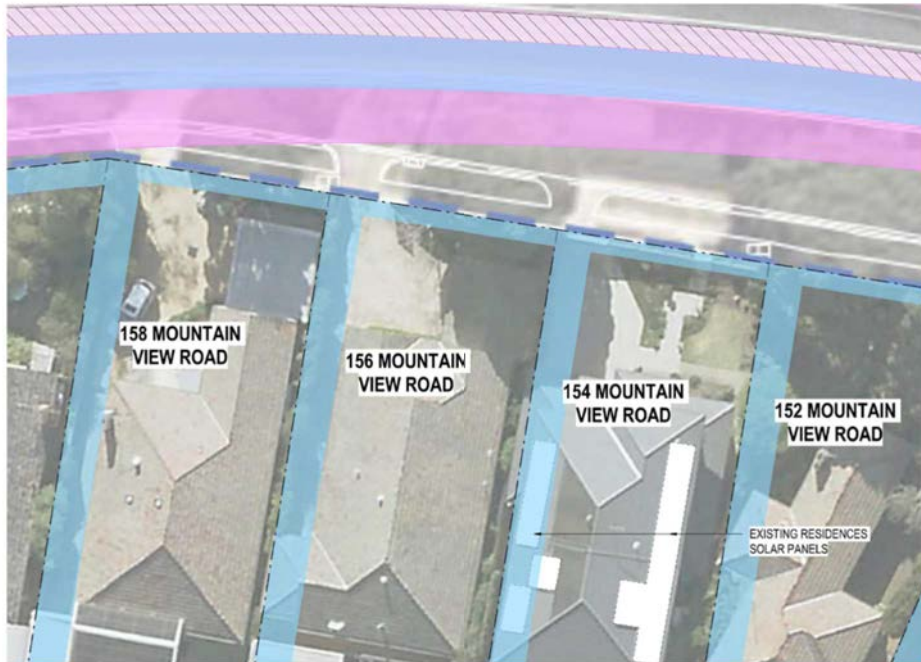 158 MOUNTAIN
VIEW ROAD
156 MOUNTAIN
VIEW ROAD
154 MOUNTAIN
VIEW ROAD
152 MOUNTAIN
VIEW ROAD
EXISTING RESIDENCES
SOLAR PANELS